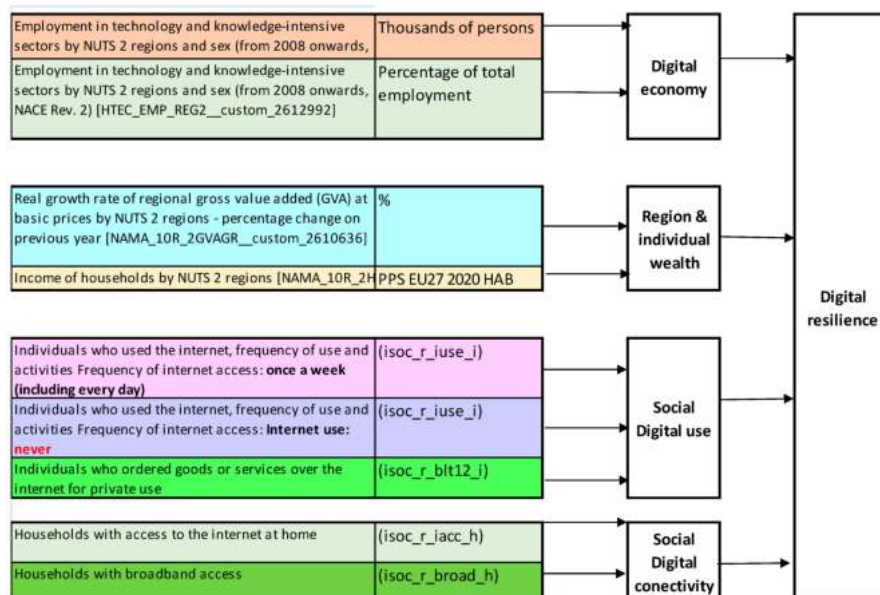 Employment in technology and knowledge-intensive
sectors by NUTS 2 regions and sex (from 2008 onwards,
Thousands of persons
Employment in technology and knowledge-intensive
sectors by NUTS 2 regions and sex (from 2008 onwards,
NACE Rev. 2) [HTEC_EMP_REG2__custom_2612992]
Percentage of total
employment
Digital
economy
Real growth rate of regional gross value added (GVA) at
basic prices by NUTS 2 regions - percentage change on
previous year [NAMA_10R_2GVAGR__custom_2610636]
%
Income of households by NUTS 2 regions [NAMA_10R_2H
PPS EU27 2020 HAB
Region &
individual
wealth
Individuals who used the internet, frequency of use and
activities Frequency of internet access: once a week
(including every day)
(isoc_r_iuse_i)
Individuals who used the internet, frequency of use and
activities Frequency of internet access: Internet use:
never
(isoc_r_iuse_i)
Individuals who ordered goods or services over the
internet for private use
(isoc_r_blt12_i)
Social
Digital use
Households with access to the internet at home
(isoc_r_iacc_h)
Households with broadband access
(isoc_r_broad_h)
Social
Digital
conectivity
Digital
resilience